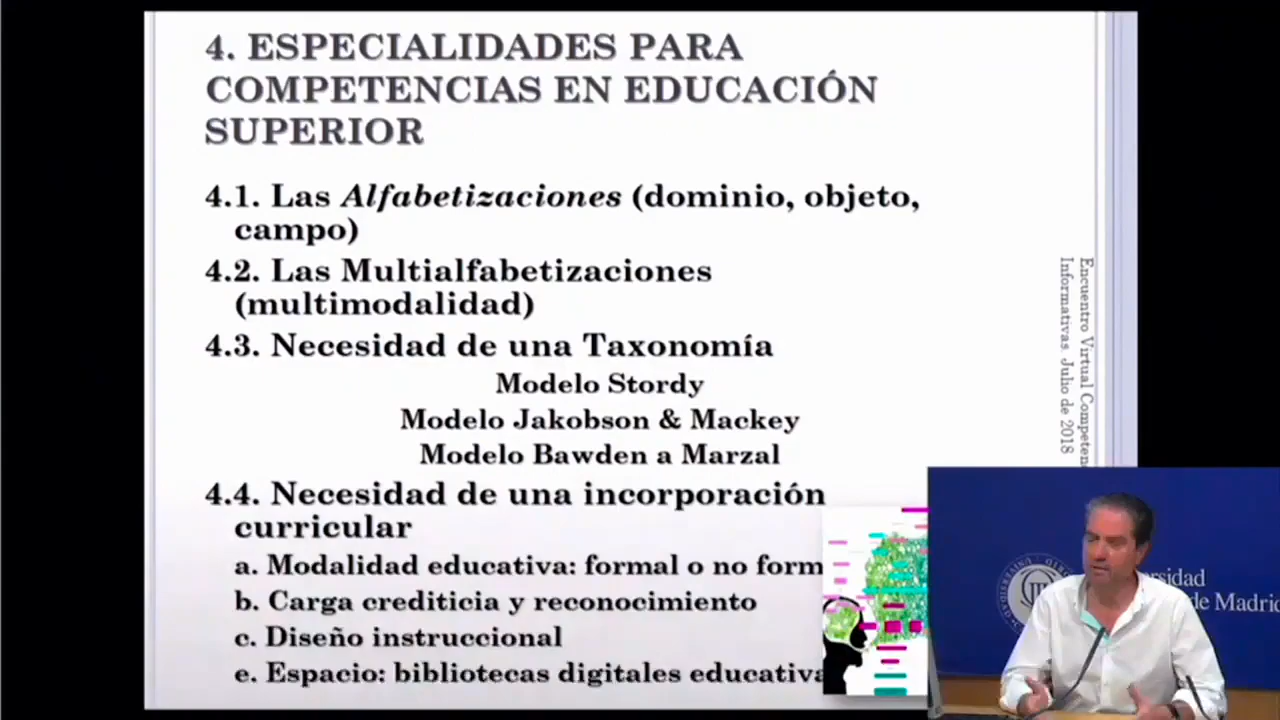 4. ESPECIALIDADES PARA
COMPETENCIAS EN EDUCACIÓN
SUPERIOR
4.1. Las Alfabetizaciones (dominio, objeto,
campo)
4.2. Las Multialfabetizaciones
(multimodalidad)
4.3. Necesidad de una Taxonomía
Modelo Stordy
Modelo Jakobson & Mackey
Modelo Bawden a Marzal
4.4. Necesidad de una incorporación
curricular
a. Modalidad educativa: formal o no form
b. Carga crediticia y reconocimiento
c. Diseño instruccional
e. Espacio: bibliotecas digitales educativa
Encuentro Virtual Competen
Informativas. Julio de 2018
rsidad
de Madrid